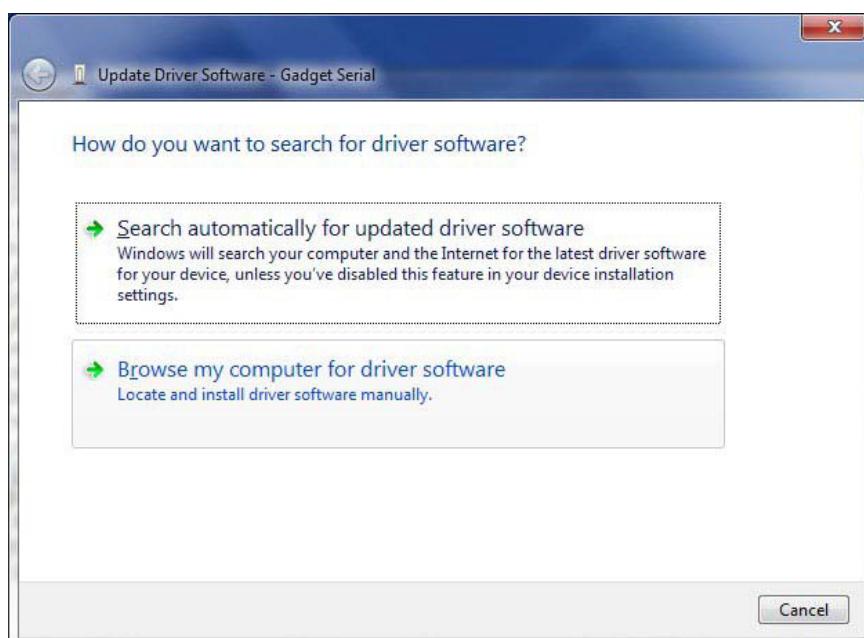 X
Update Driver Software - Gadget Serial
How do you want to search for driver software?
Search automatically for updated driver software
Windows will search your computer and the Internet for the latest driver software
for your device, unless you've disabled this feature in your device installation
settings.
Browse my computer for driver software
Locate and install driver software manually.
Cancel